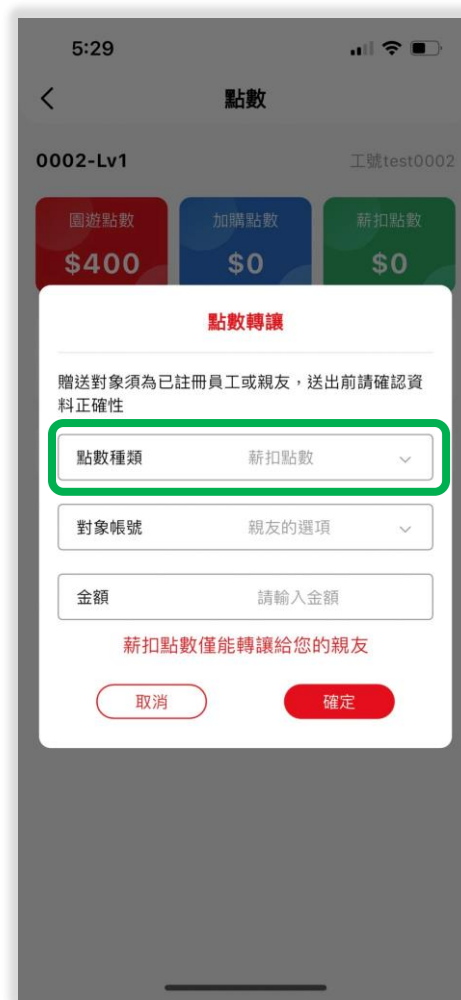 5:29
點數
0002-Lv1
工號test0002
園遊點數
加購點數
薪扣點數
$400
$0
$0
點數轉讓
贈送對象須為已註冊員工或親友，送出前請確認資
料正確性
點數種類
薪扣點數
對象帳號
親友的選項
金額
請輸入金額
薪扣點數僅能轉讓給您的親友
取消
確定